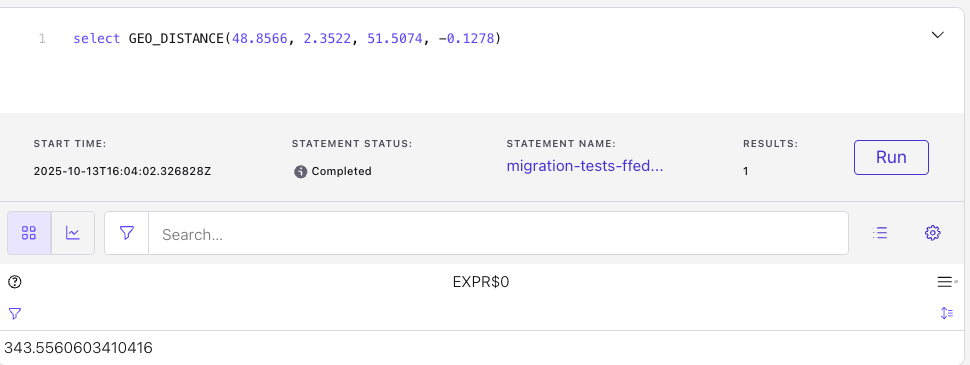 1 select GEO_DISTANCE(48.8566, 2.3522, 51.5074, -0.1278)
START TIME: STATEMENT STATUS: STATEMENT NAME: RESULTS:
2025-10-13T16:04:02.326828Z Completed migration-tests-ffed... 1 Run
Search...
EXPR$0
343.5560603410416